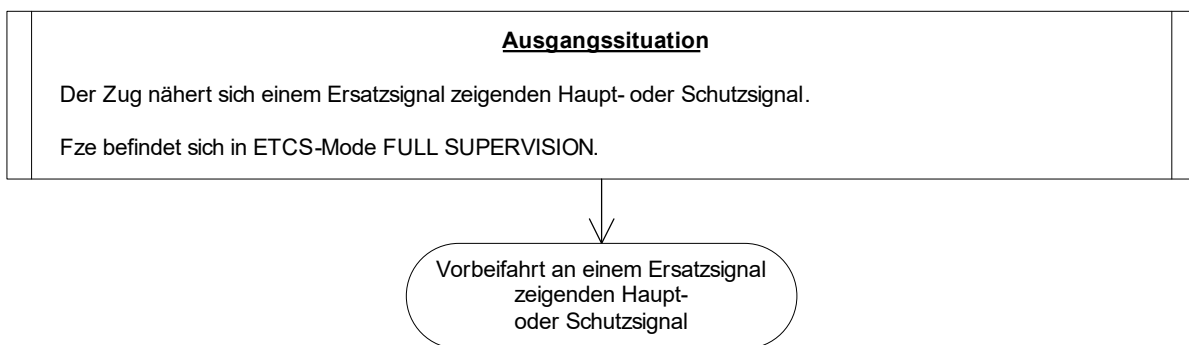 Ausgangssituation
Der Zug nähert sich einem Ersatzsignal zeigenden Haupt- oder Schutzsignal.
Fze befindet sich in ETCS-Mode FULL SUPERVISION.
Vorbeifahrt an einem Ersatzsignal
zeigenden Haupt-
oder Schutzsignal